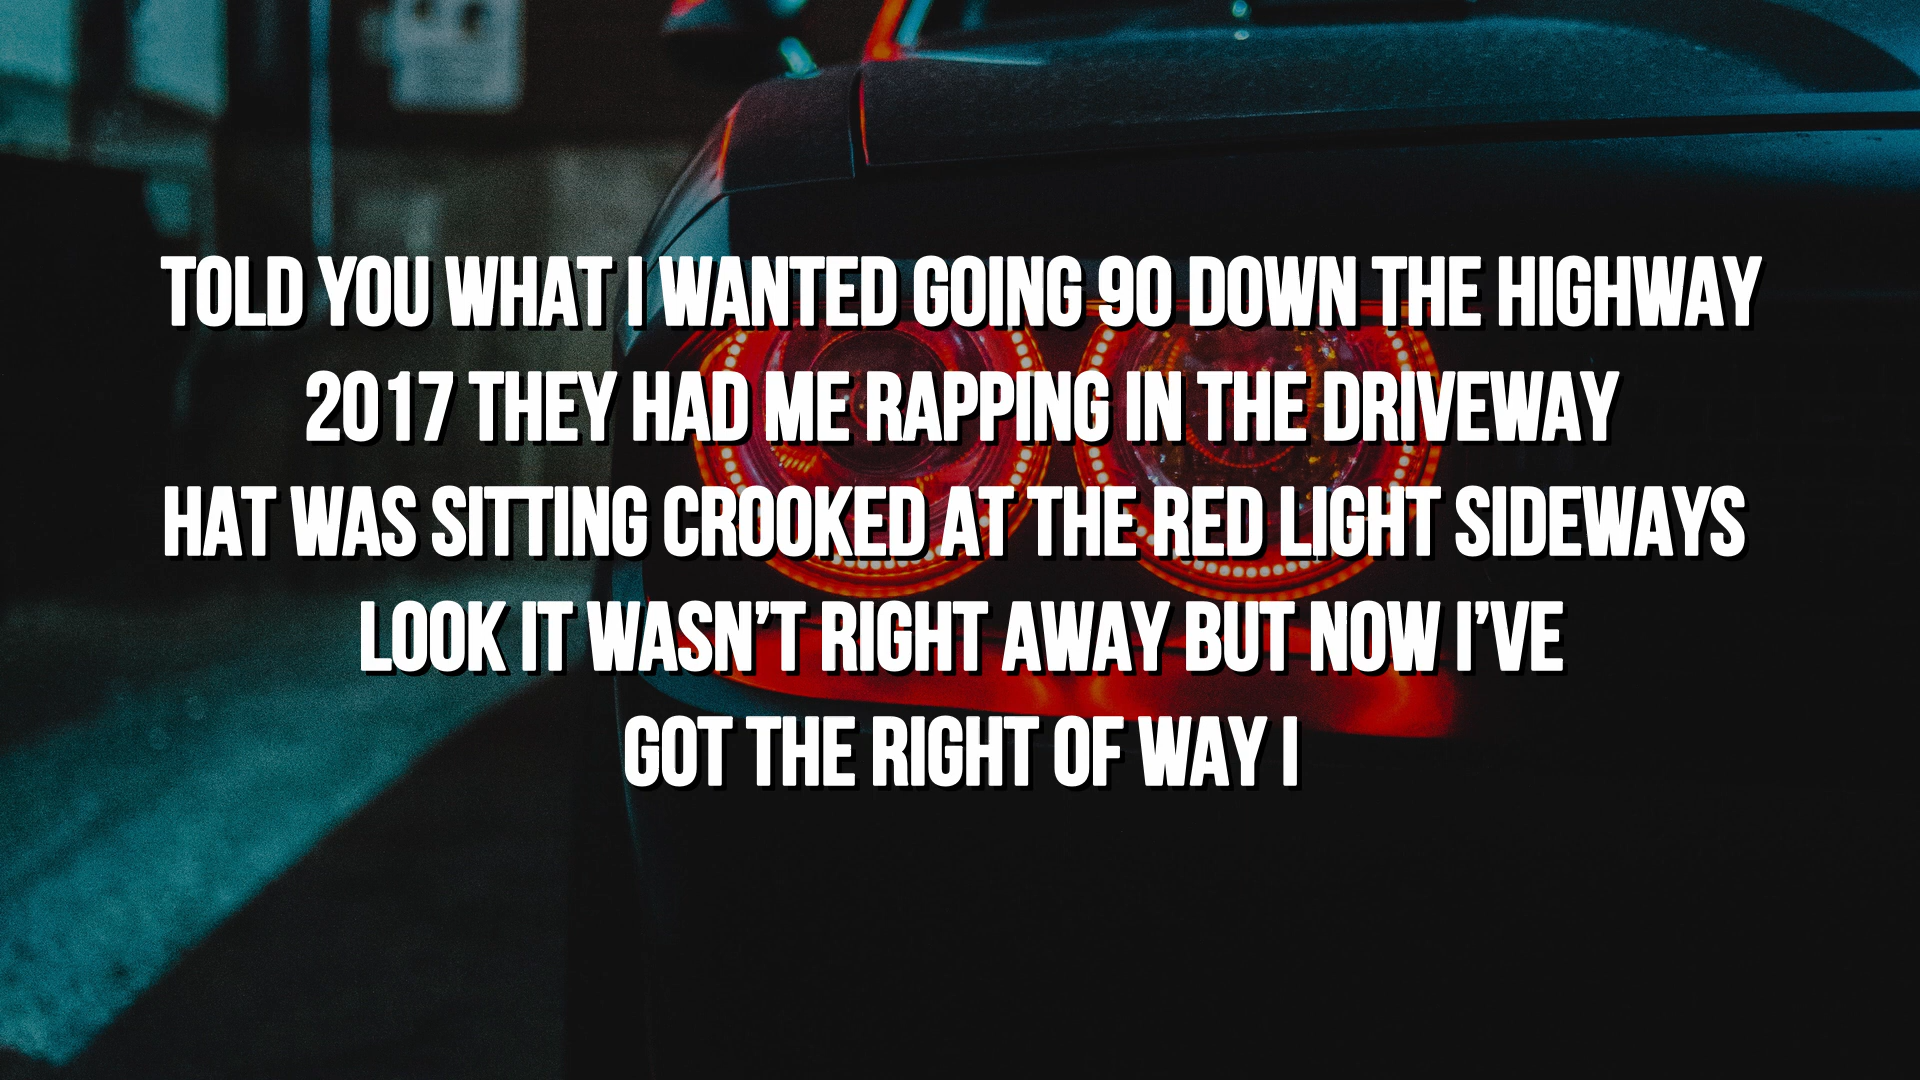 TOLD YOU WHAT I WANTED GOING 90 DOWN THE HIGHWAY
2017 THEY HAD ME RAPPING IN THE DRIVEWAY
HAT WAS SITTING CROOKED AT THE RED LIGHT SIDEWAYS
LOOK IT WASN’T RIGHT AWAY BUT NOW I’VE
GOT THE RIGHT OF WAY I